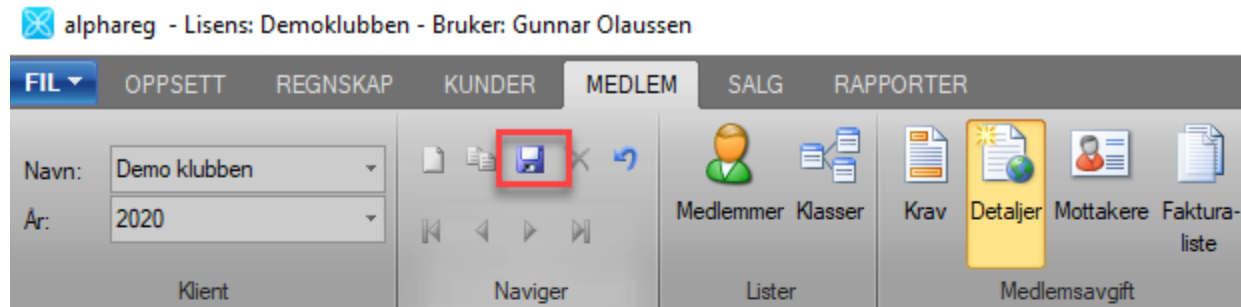 alphareg - Lisens: Demoklubben - Bruker: Gunnar Olaussen
FIL OPPSETT REGNSKAP KUNDER MEDLEM SALG RAPPORTER
Navn: Demo klubben
År: 2020
Medlemmer Klasser Krav Detaljer Mottakere Faktura-
liste
Klient Naviger Lister Medlemsavgift